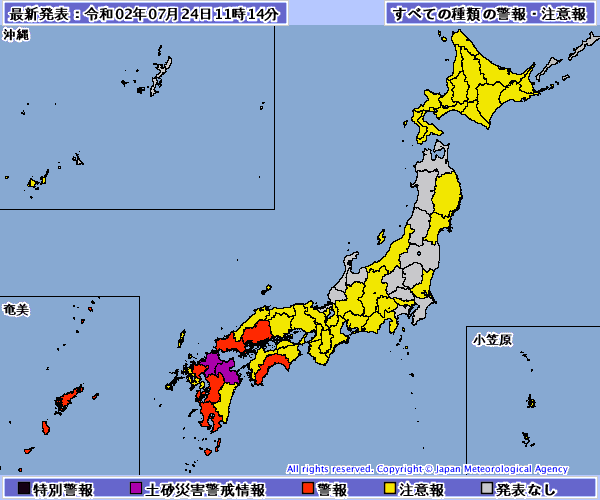 最新発表：令和02年07月24日11時14分
すべての種類の警報・注意報
沖縄
奄美
小笠原
All rights reserved. Copyright © Japan Meteorological Agency
特別警報 土砂災害警戒情報 警報 注意報 発表なし